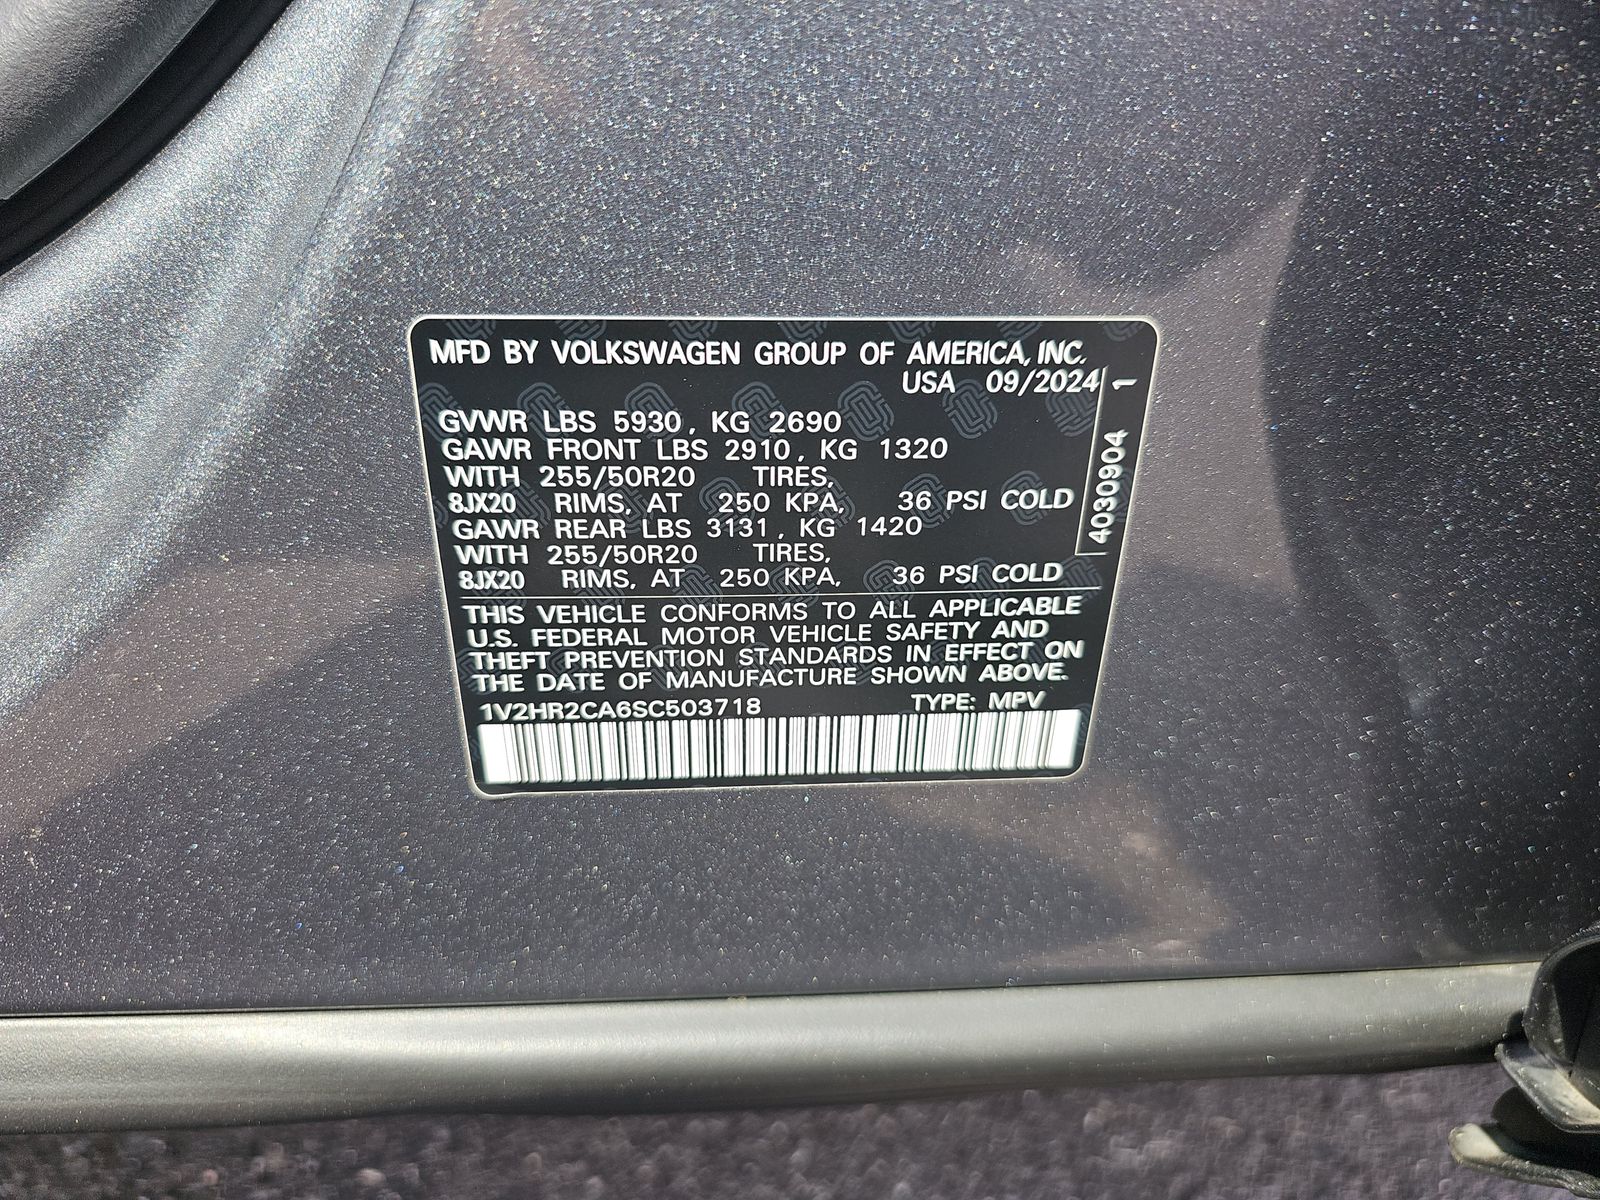 MFD BY VOLKSWAGEN GROUP OF AMERICA, INC.
USA 09/2024
GVWR LBS 5930, KG 2690
GAWR FRONT LBS 2910, KG 1320
WITH 255/50R20 TIRES,
8JX20 RIMS, AT 250 KPA, 36 PSI COLD
GAWR REAR LBS 3131, KG 1420
WITH 255/50R20 TIRES,
8JX20 RIMS, AT 250 KPA, 36 PSI COLD
THIS VEHICLE CONFORMS TO ALL APPLICABLE
U.S. FEDERAL MOTOR VEHICLE SAFETY AND
THEFT PREVENTION STANDARDS IN EFFECT ON
THE DATE OF MANUFACTURE SHOWN ABOVE.
1V2HR2CA6SC503718 TYPE: MPV
4030904 1